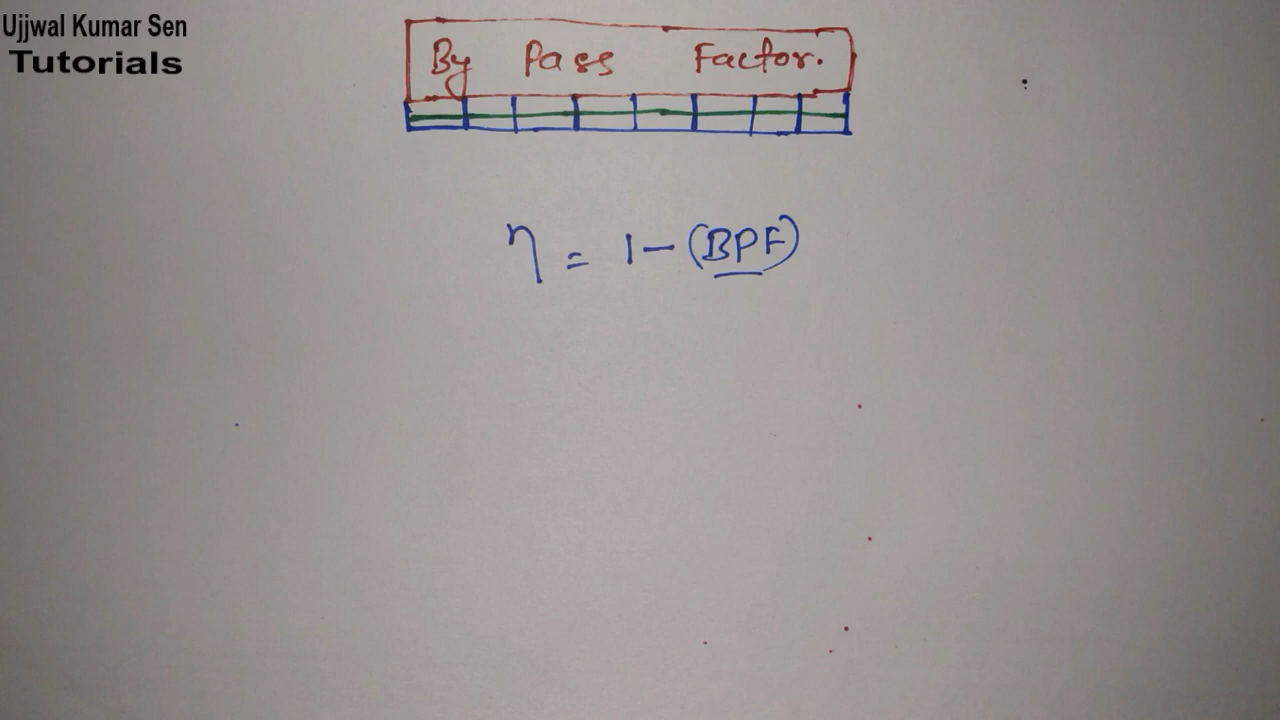 Ujjwal Kumar Sen
Tutorials
By Pass Factor.
η = 1 - (BPF)